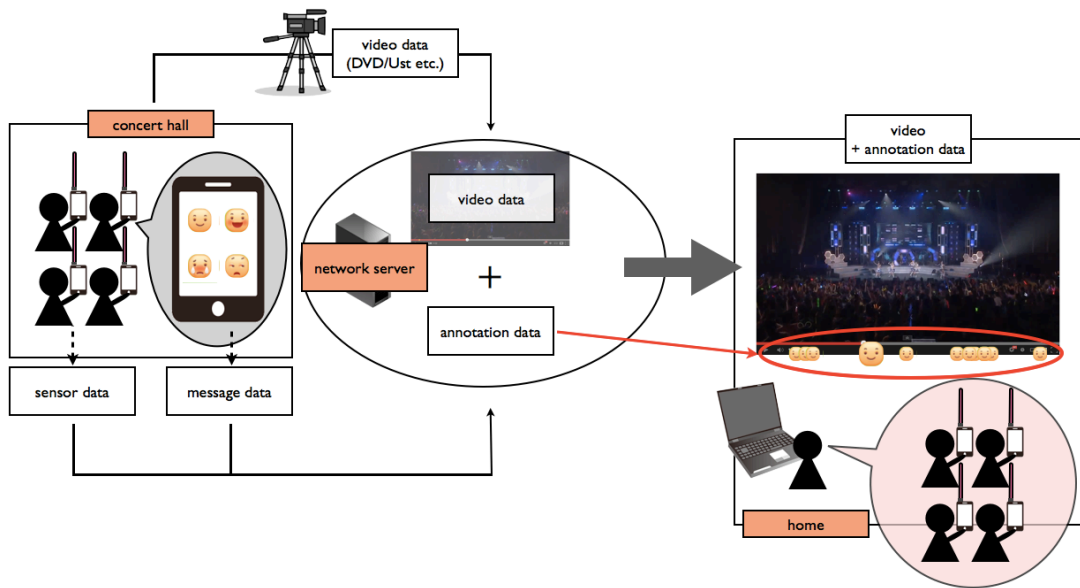 video data
(DVD/Ust etc.)
concert hall
video
+ annotation data
video data
network server
+
annotation data
sensor data
message data
home